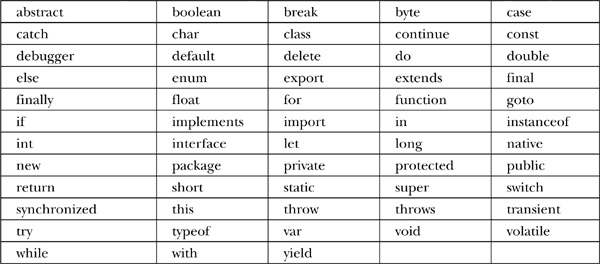 abstract boolean break byte case
catch char class continue const
debugger default delete do double
else enum export extends final
finally float for function goto
if implements import in instanceof
int interface let long native
new package private protected public
return short static super switch
synchronized this throw throws transient
try typeof var void volatile
while with yield